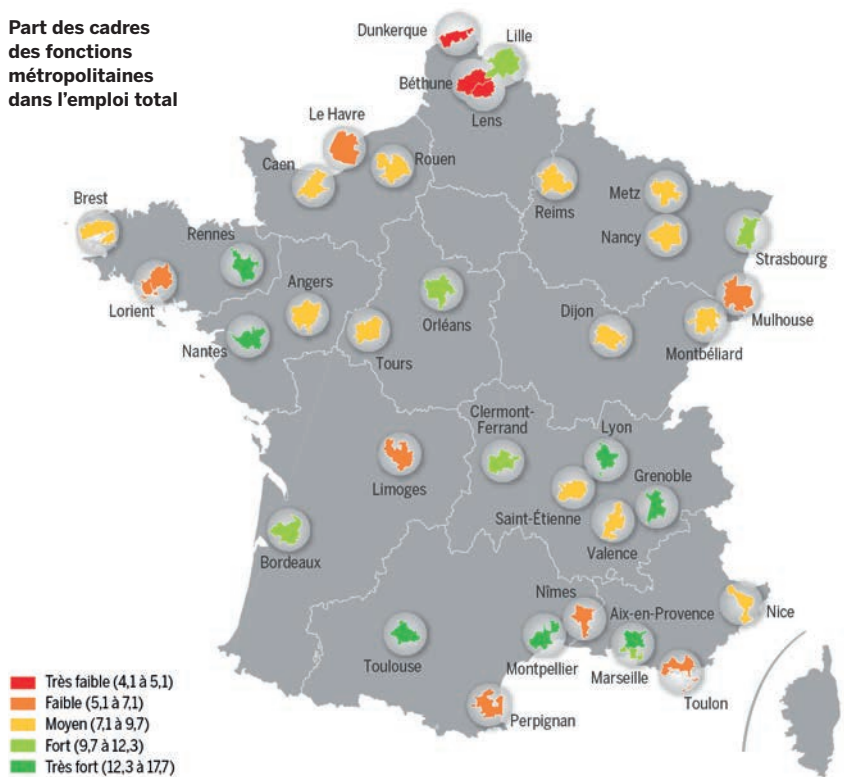 Part des cadres
des fonctions
métropolitaines
dans l'emploi total
Dunkerque
Lille
Béthune
Lens
Le Havre
Caen
Rouen
Reims
Metz
Nancy
Strasbourg
Brest
Rennes
Lorient
Angers
Nantes
Tours
Orléans
Dijon
Mulhouse
Montbéliard
Clermont-
Ferrand
Lyon
Grenoble
Limoges
Saint-Étienne
Valence
Bordeaux
Nîmes
Aix-en-Provence
Nice
Toulouse
Montpellier
Marseille
Toulon
Perpignan
Très faible (4,1 à 5,1)
Faible (5,1 à 7,1)
Moyen (7,1 à 9,7)
Fort (9,7 à 12,3)
Très fort (12,3 à 17,7)